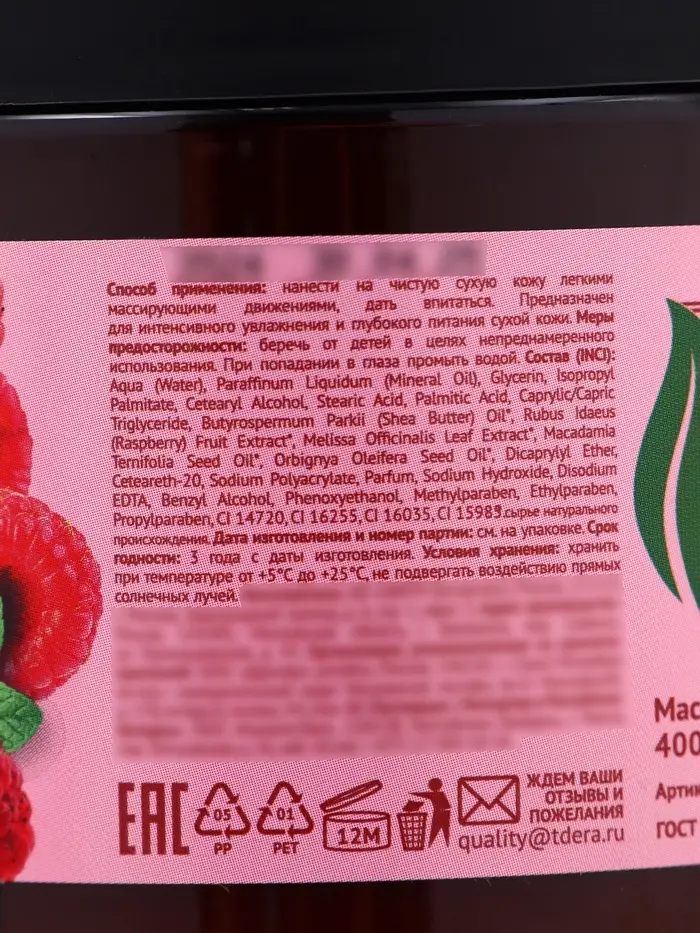 Способ применения: нанести на чистую сухую кожу легкими
массирующими движениями, дать впитаться. Предназначен
для интенсивного увлажнения и глубокого питания сухой кожи. Меры
предосторожности: беречь от детей в целях непреднамеренного
использования. При попадании в глаза промыть водой. Состав (INCI):
Aqua (Water), Paraffinum Liquidum (Mineral Oil), Glycerin, Isopropyl
Palmitate, Cetearyl Alcohol, Stearic Acid, Palmitic Acid, Caprylic/Capric
Triglyceride, Butyrospermum Parkii (Shea Butter) Oil*, Rubus Idaeus
(Raspberry) Fruit Extract*, Melissa Officinalis Leaf Extract*, Macadamia
Ternifolia Seed Oil*, Orbignya Oleifera Seed Oil*, Dicaprylyl Ether,
Ceteareth-20, Sodium Polyacrylate, Parfum, Sodium Hydroxide, Disodium
EDTA, Benzyl Alcohol, Phenoxyethanol, Methylparaben, Ethylparaben,
Propylparaben, CI 14720, CI 16255, CI 16035, CI 15985.*сырье натурального
происхождения. Дата изготовления и номер партии: см. на упаковке. Срок
годности: 3 года с даты изготовления. Условия хранения: хранить
при температуре от +5°С до +25°С, не подвергать воздействию прямых
солнечных лучей.
EAC
05
PP
01
PET
12M
ЖДЕМ ВАШИ
ОТЗЫВЫ И
ПОЖЕЛАНИЯ
quality@tdera.ru
Мас
400
Артик
ГОСТ